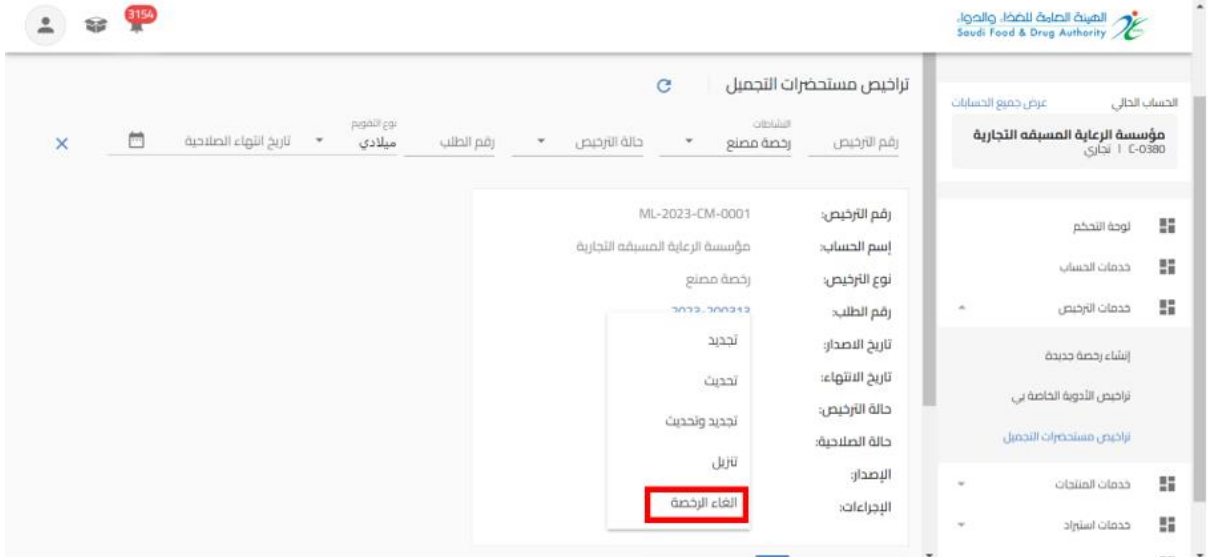 3154
الهيئة العامة للغذاء والدواء
Saudi Food & Drug Authority
الحساب الحالي
عرض جميع الحسابات
مؤسسة الرعاية المسبقه التجارية
C-0380 | تجاري
لوحة التحكم
خدمات الحساب
خدمات الترخيص
إنشاء رخصة جديدة
تراخيص الأدوية الخاصة بي
تراخيص مستحضرات التجميل
خدمات المنتجات
خدمات استيراد
تراخيص مستحضرات التجميل
رقم الترخيص
النشاطات
رخصة مصنع
حالة الترخيص
رقم الطلب
نوع التقويم
ميلادي
تاريخ انتهاء الصلاحية
رقم الترخيص: ML-2023-CM-0001
إسم الحساب: مؤسسة الرعاية المسبقه التجارية
نوع الترخيص: رخصة مصنع
رقم الطلب: 2023-200313
تاريخ الاصدار:
تاريخ الانتهاء:
حالة الترخيص:
حالة الصلاحية:
الإصدار:
الإجراءات:
تجديد
تحديث
تجديد وتحديث
تنزيل
الغاء الرخصة